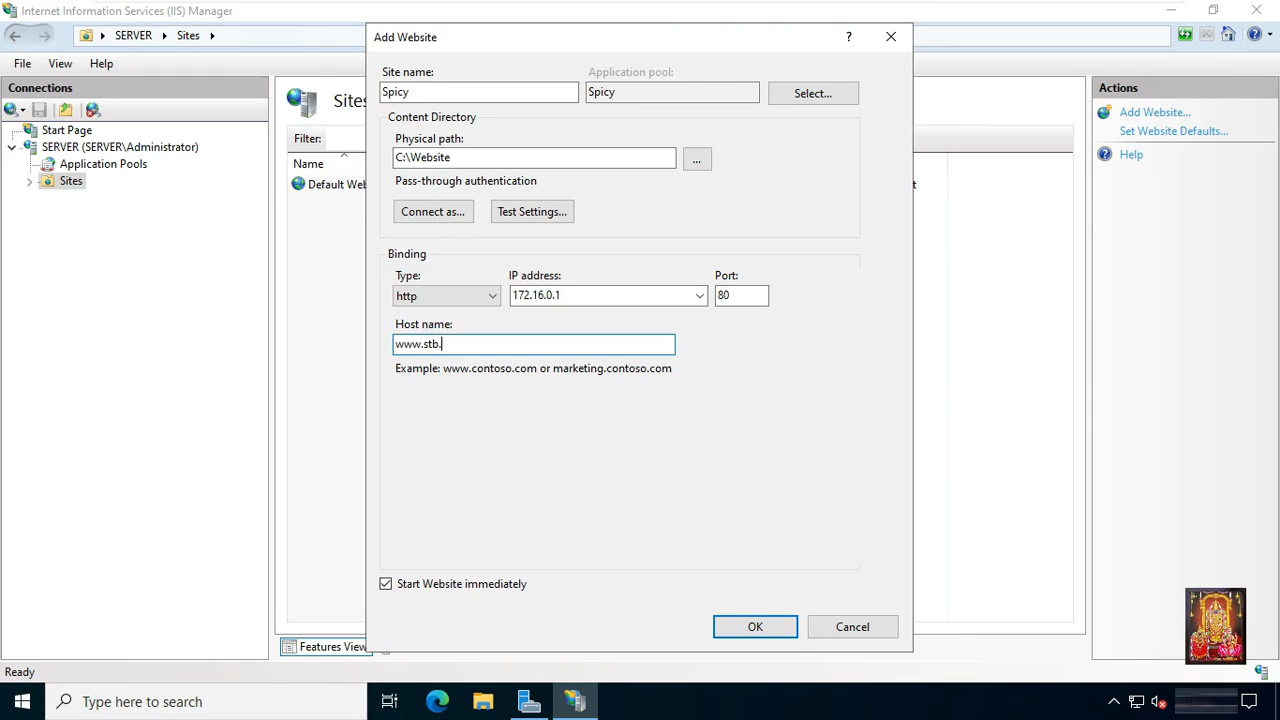 Internet Information Services (IIS) Manager
SERVER
Sites
File View Help
Connections
Start Page
SERVER (SERVER\Administrator)
Application Pools
Sites
Sites
Filter:
Name
Default Web
t
Features View
Add Website
?
Site name:
Spicy
Application pool:
Spicy
Select...
Content Directory
Physical path:
C:\Website
...
Pass-through authentication
Connect as...
Test Settings...
Binding
Type:
http
IP address:
172.16.0.1
Port:
80
Host name:
www.stb.
Example: www.contoso.com or marketing.contoso.com
Start Website immediately
OK
Cancel
Actions
Add Website...
Set Website Defaults...
Help
Ready
Type here to search